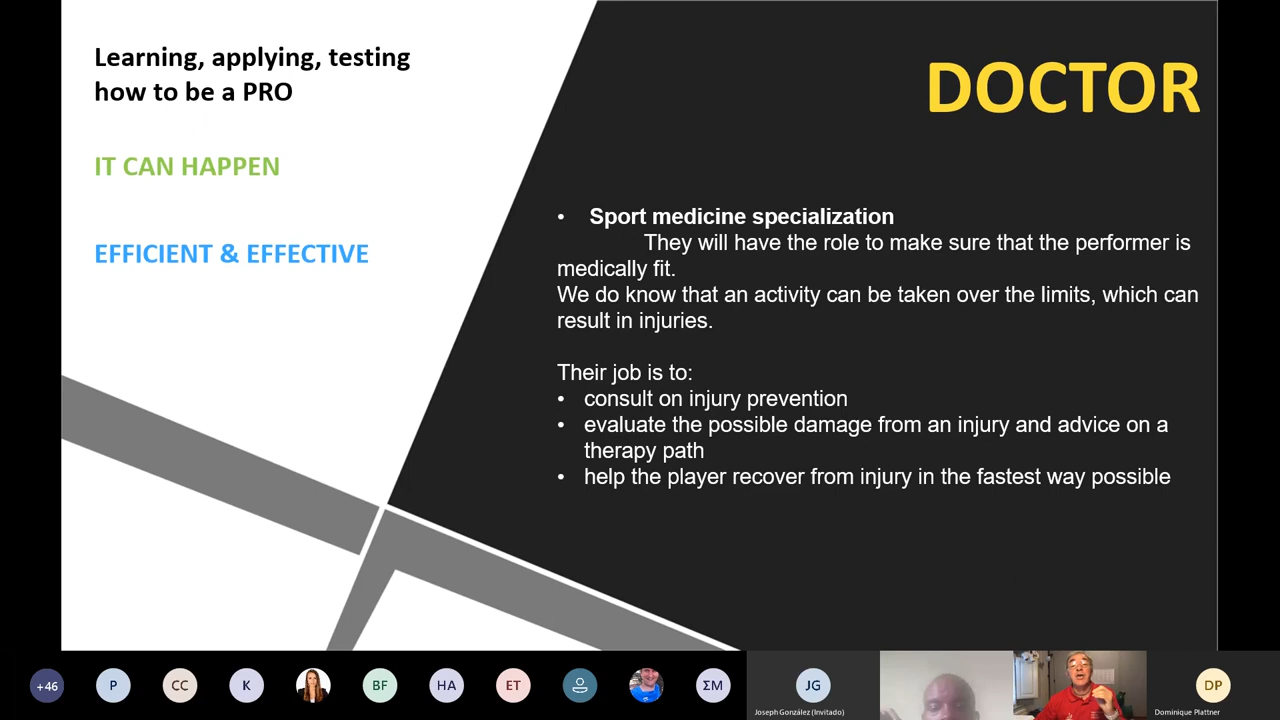 Learning, applying, testing
how to be a PRO
IT CAN HAPPEN
EFFICIENT & EFFECTIVE
DOCTOR
• Sport medicine specialization
They will have the role to make sure that the performer is
medically fit.
We do know that an activity can be taken over the limits, which can
result in injuries.
Their job is to:
• consult on injury prevention
• evaluate the possible damage from an injury and advice on a
therapy path
• help the player recover from injury in the fastest way possible
+46
P
CC
K
BF
HA
ET
ΣM
JG
Joseph González (Invitado)
DP
Dominique Plattner